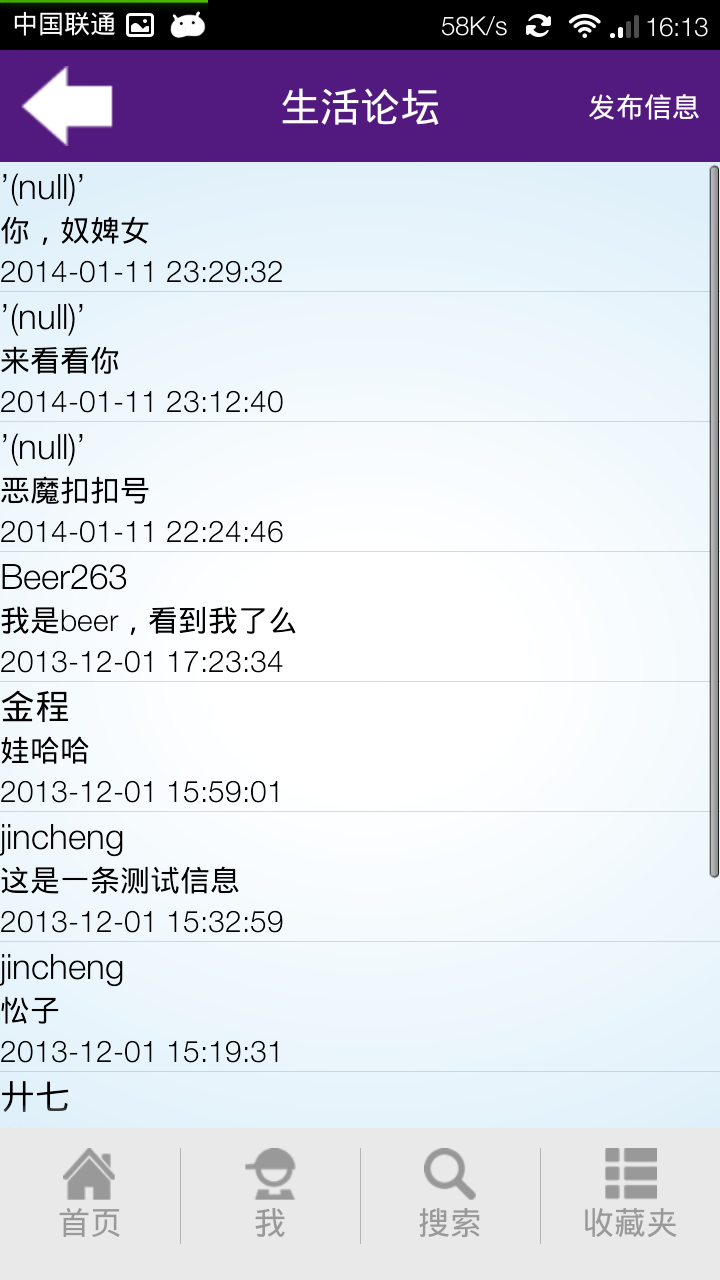 中国联通 58K/s 16:13
生活论坛 发布信息
'(null)'
你，奴婢女
2014-01-11 23:29:32
'(null)'
来看看你
2014-01-11 23:12:40
'(null)'
恶魔扣扣号
2014-01-11 22:24:46
Beer263
我是beer，看到我了么
2013-12-01 17:23:34
金程
娃哈哈
2013-12-01 15:59:01
jincheng
这是一条测试信息
2013-12-01 15:32:59
jincheng
忪子
2013-12-01 15:19:31
廾七
首页 我 搜索 收藏夹